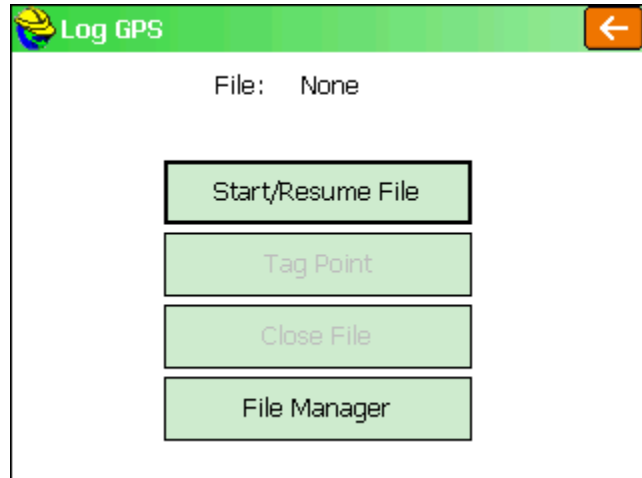 Log GPS
File: None
Start/Resume File
Tag Point
Close File
File Manager